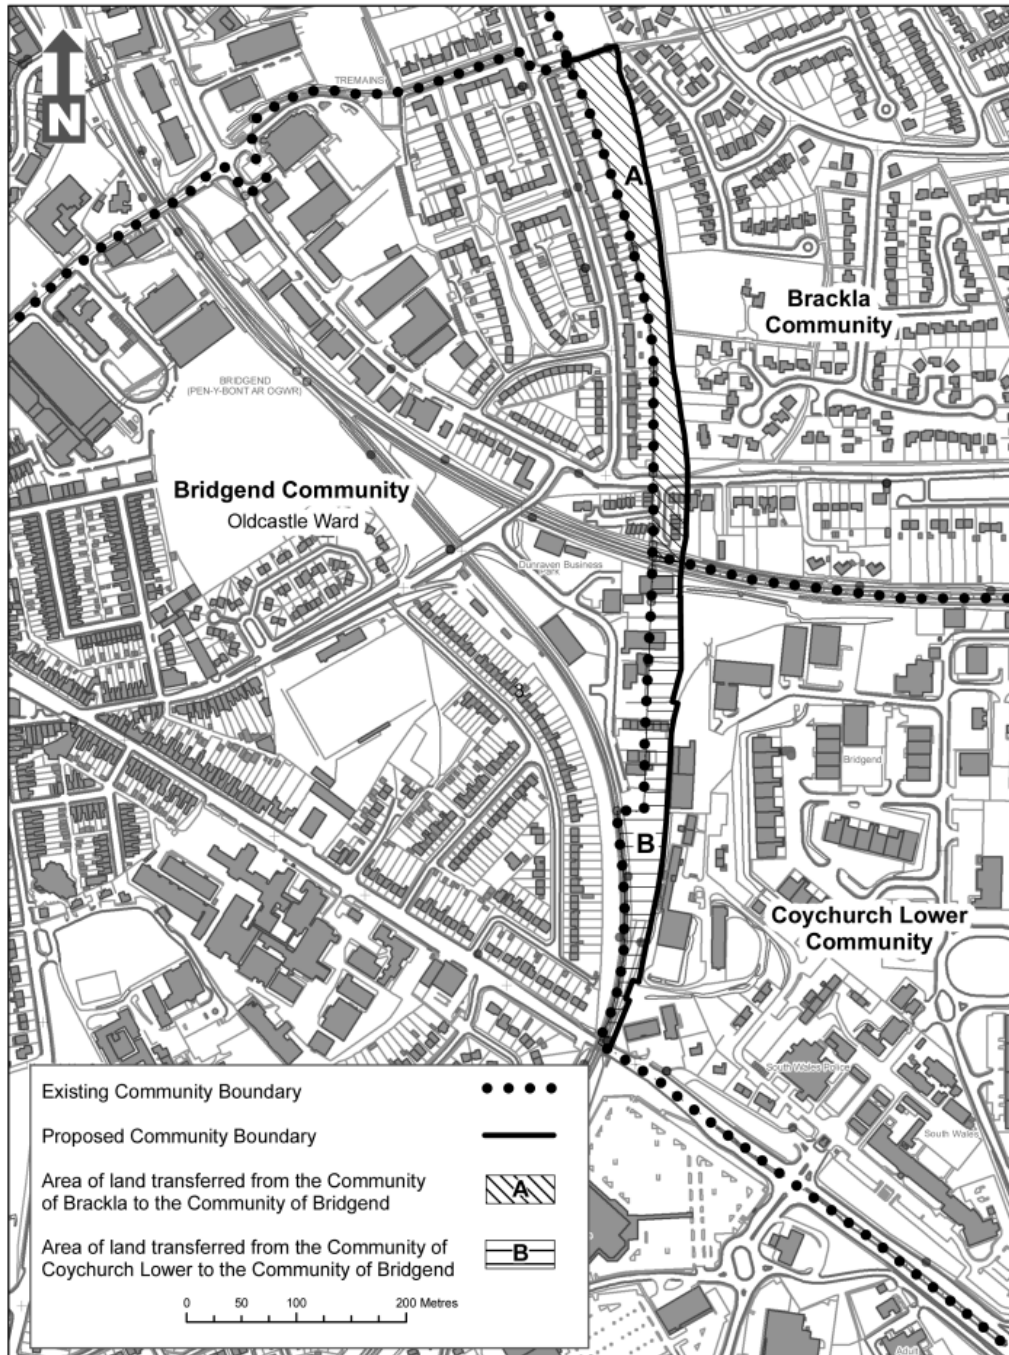 N
TREMAINS
A
Brackla
Community
BRIDGEND
(PEN-Y-BONT AR OGWR)
Bridgend Community
Oldcastle Ward
Dunraven Business
Park
Bridgend
B
Coychurch Lower
Community
South Wales Police
South Wales
Existing Community Boundary
Proposed Community Boundary
Area of land transferred from the Community
of Brackla to the Community of Bridgend
A
Area of land transferred from the Community of
Coychurch Lower to the Community of Bridgend
B
0 50 100 200 Metres